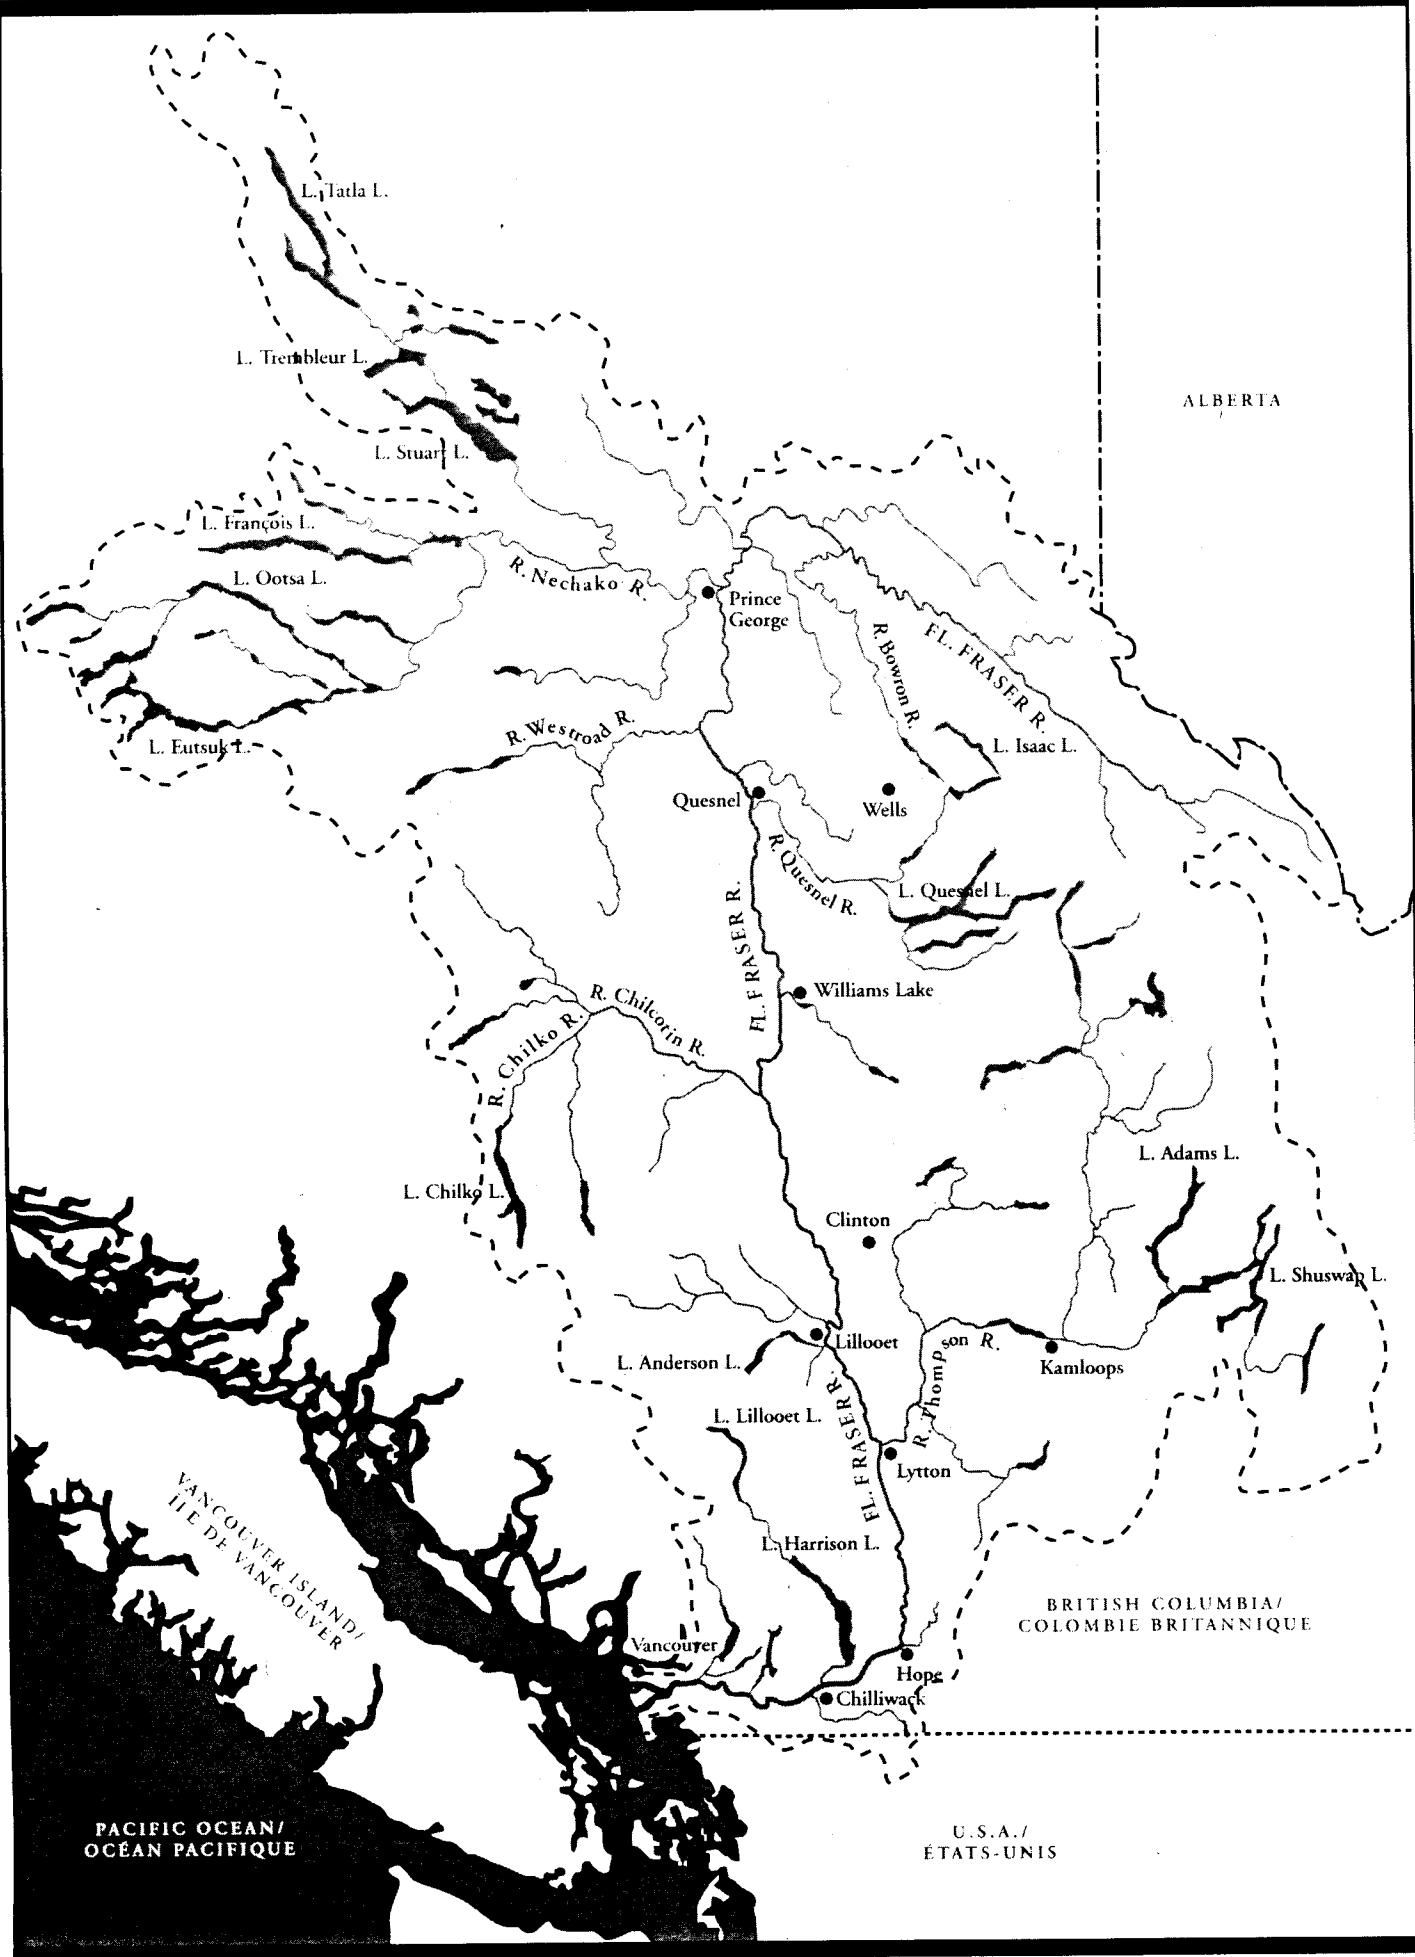 L. Tatla L.
L. Trembleur L.
ALBERTA
L. Stuart L.
L. François L.
L. Ootsa L.
R. Nechako R.
Prince
George
R. Bowron R.
FL. FRASER R.
R. Westroad R.
L. Eutsuk L.
L. Isaac L.
Quesnel
Wells
R. Quesnel R.
L. Quesnel L.
FL. FRASER R.
Williams Lake
R. Chilcotin R.
R. Chilko R.
L. Adams L.
L. Chilko L.
Clinton
L. Shuswap L.
Lillooet
R. Thompson R.
L. Anderson L.
Kamloops
L. Lillooet L.
FL. FRASER R.
Lytton
VANCOUVER ISLAND/
ILE DE VANCOUVER
L. Harrison L.
BRITISH COLUMBIA/
COLOMBIE BRITANNIQUE
Vancouver
Hope
Chilliwack
PACIFIC OCEAN/
OCÉAN PACIFIQUE
U.S.A./
ÉTATS-UNIS